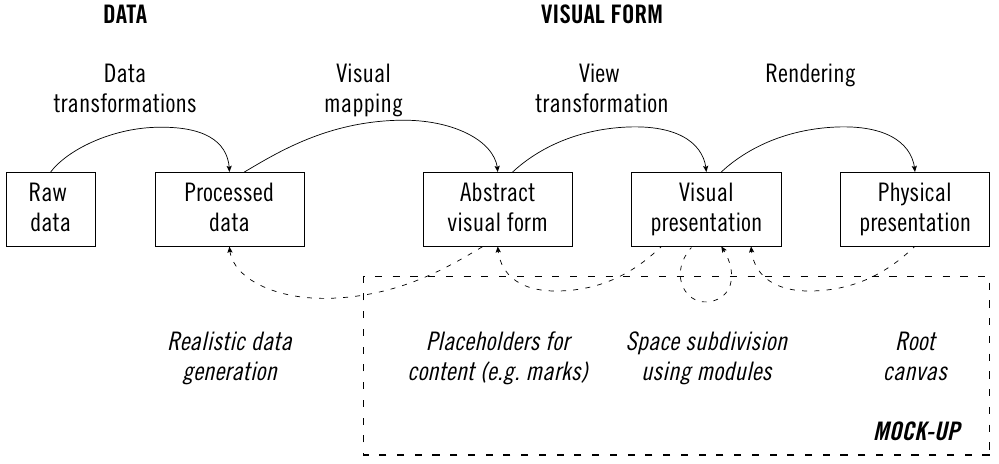 DATA
VISUAL FORM
Data
transformations
Visual
mapping
View
transformation
Rendering
Raw
data
Processed
data
Abstract
visual form
Visual
presentation
Physical
presentation
Realistic data
generation
Placeholders for
content (e.g. marks)
Space subdivision
using modules
Root
canvas
MOCK-UP